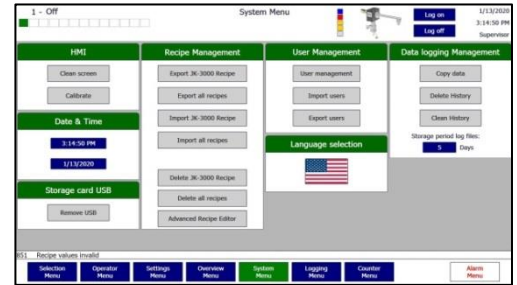 1 - Off
System Menu
Log on
Log off
1/13/2020
3:14:50 PM
Supervisor
HMI
Clean screen
Calibrate
Date & Time
3:14:50 PM
1/13/2020
Storage card USB
Remove USB
Recipe Management
Export JK-3000 Recipe
Export all recipes
Import JK-3000 Recipe
Import all recipes
Delete JK-3000 Recipe
Delete all recipes
Advanced Recipe Editor
User Management
User management
Import users
Export users
Language selection
Data logging Management
Copy data
Delete History
Clean History
Storage period log files:
5 Days
851 Recipe values invalid
Selection
Menu
Operator
Menu
Settings
Menu
Overview
Menu
System
Menu
Logging
Menu
Counter
Menu
Alarm
Menu